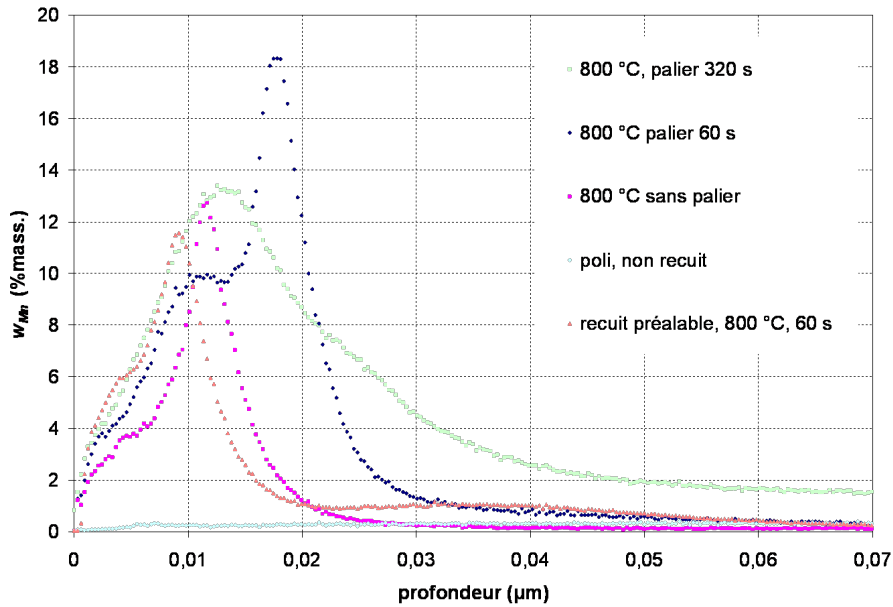 20
18
16
14
12
10
8
6
4
2
0
w_Mn (%mass.)
800 °C, palier 320 s
800 °C palier 60 s
800 °C sans palier
poli, non recuit
recuit préalable, 800 °C, 60 s
0 0,01 0,02 0,03 0,04 0,05 0,06 0,07
profondeur (µm)